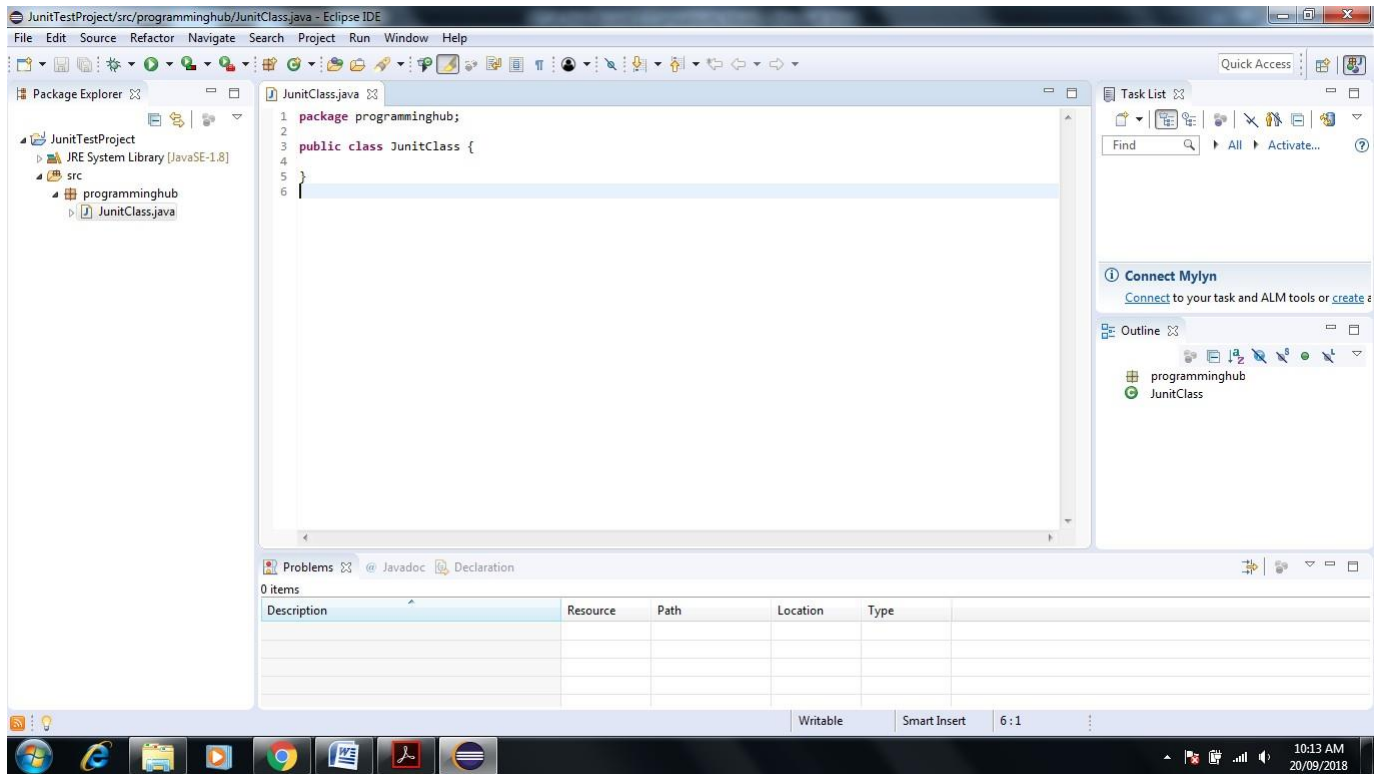 JunitTestProject/src/programminghub/JunitClass.java - Eclipse IDE
File Edit Source Refactor Navigate Search Project Run Window Help
Quick Access
Package Explorer
JunitTestProject
JRE System Library [JavaSE-1.8]
src
programminghub
JunitClass.java
JunitClass.java
1 package programminghub;
2
3 public class JunitClass {
4
5 }
6
Task List
Find All Activate...
Connect Mylyn
Connect to your task and ALM tools or create a
Outline
programminghub
JunitClass
Problems @ Javadoc Declaration
0 items
Description Resource Path Location Type
Writable Smart Insert 6 : 1
10:13 AM
20/09/2018